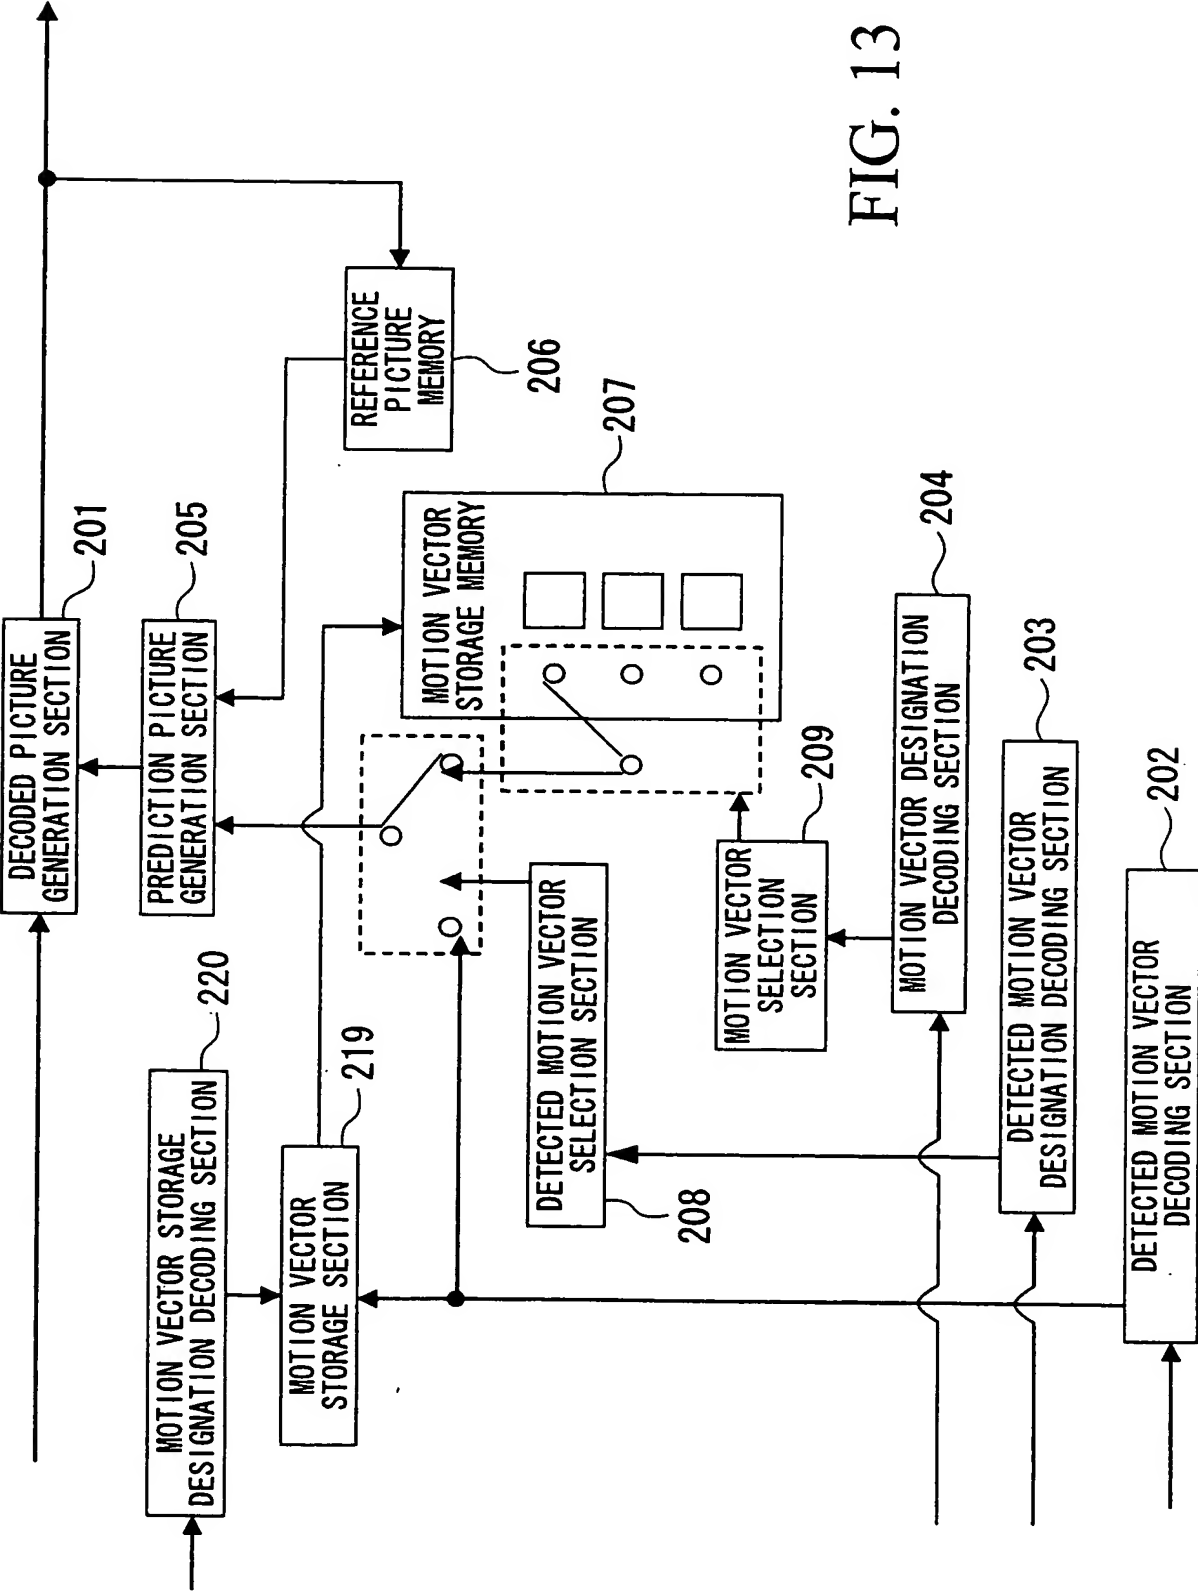 DECODED PICTURE
GENERATION SECTION
201
PREDICTION PICTURE
GENERATION SECTION
205
MOTION VECTOR STORAGE
DESIGNATION DECODING SECTION
220
MOTION VECTOR
STORAGE SECTION
219
REFERENCE
PICTURE
MEMORY
206
MOTION VECTOR
STORAGE MEMORY
207
DETECTED MOTION VECTOR
SELECTION SECTION
208
MOTION VECTOR
SELECTION
SECTION
209
MOTION VECTOR DESIGNATION
DECODING SECTION
204
DETECTED MOTION VECTOR
DESIGNATION DECODING SECTION
203
DETECTED MOTION VECTOR
DECODING SECTION
202
FIG. 13